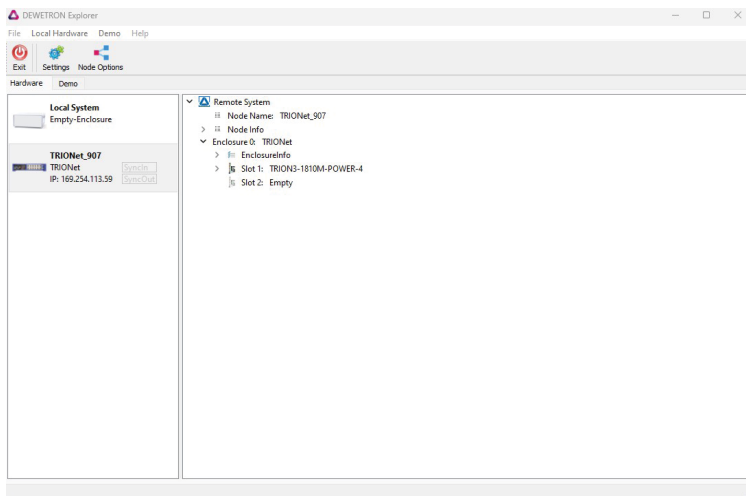 DEWETRON Explorer
File Local Hardware Demo Help
Exit Settings Node Options
Hardware Demo
Local System
Empty-Enclosure
TRIONet_907
TRIONet SyncIn
IP: 169.254.113.59 SyncOut
Remote System
Node Name: TRIONet_907
Node Info
Enclosure 0: TRIONet
EnclosureInfo
Slot 1: TRION3-1810M-POWER-4
Slot 2: Empty